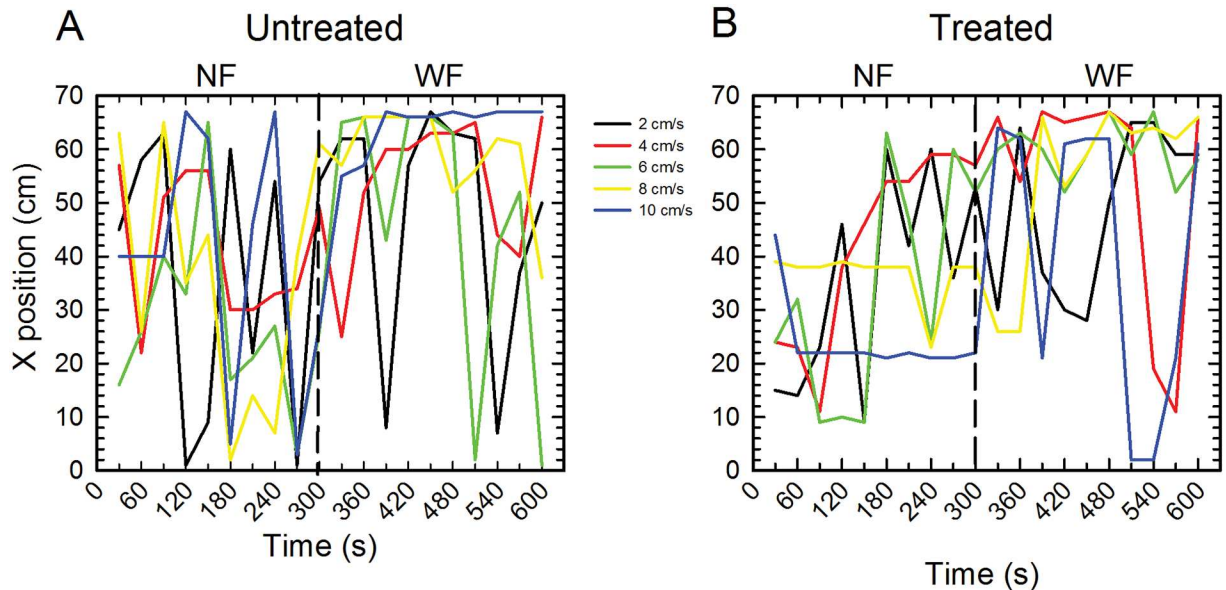 A Untreated
NF WF
70
60
50
40
30
20
10
0
X position (cm)
0 60 120 180 240 300 360 420 480 540 600
Time (s)
2 cm/s
4 cm/s
6 cm/s
8 cm/s
10 cm/s
B Treated
NF WF
70
60
50
40
30
20
10
0
0 60 120 180 240 300 360 420 480 540 600
Time (s)